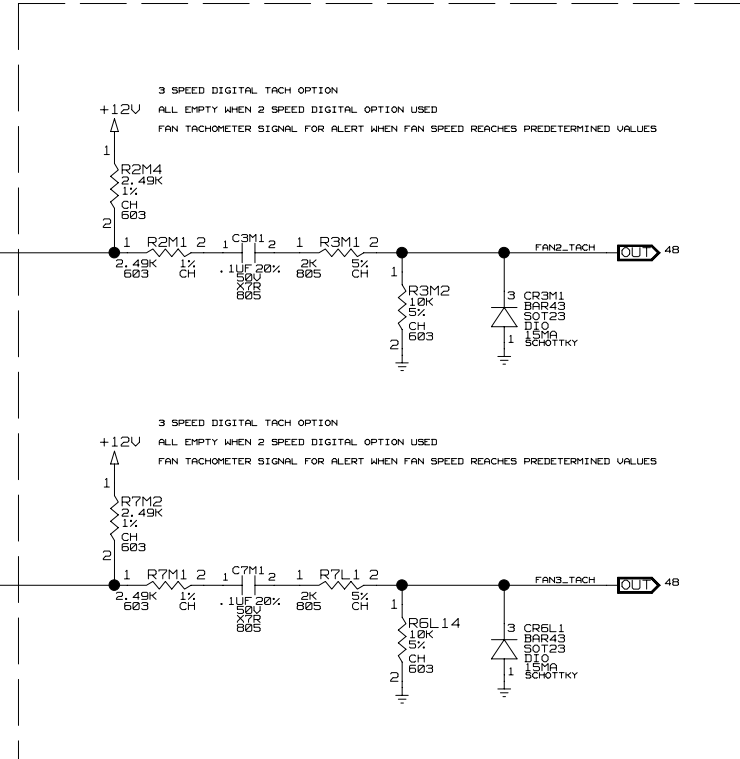 3 SPEED DIGITAL TACH OPTION
+12V
ALL EMPTY WHEN 2 SPEED DIGITAL OPTION USED
FAN TACHOMETER SIGNAL FOR ALERT WHEN FAN SPEED REACHES PREDETERMINED VALUES
1
R2M4
2.49K
1%
CH
603
2
1 R2M1 2
2.49K 1%
603 CH
1 C3M1 2
.1UF 20%
50V
X7R
805
1 R3M1 2
2K 5%
805 CH
FAN2_TACH OUT 48
1
R3M2
10K
5%
CH
603
2
3 CR3M1
BAR43
SOT23
DIO
15MA
1 SCHOTTKY
3 SPEED DIGITAL TACH OPTION
+12V
ALL EMPTY WHEN 2 SPEED DIGITAL OPTION USED
FAN TACHOMETER SIGNAL FOR ALERT WHEN FAN SPEED REACHES PREDETERMINED VALUES
1
R7M2
2.49K
1%
CH
603
2
1 R7M1 2
2.49K 1%
603 CH
1 C7M1 2
.1UF 20%
50V
X7R
805
1 R7L1 2
2K 5%
805 CH
FAN3_TACH OUT 48
1
R6L14
10K
5%
CH
603
2
3 CR6L1
BAR43
SOT23
DIO
15MA
1 SCHOTTKY